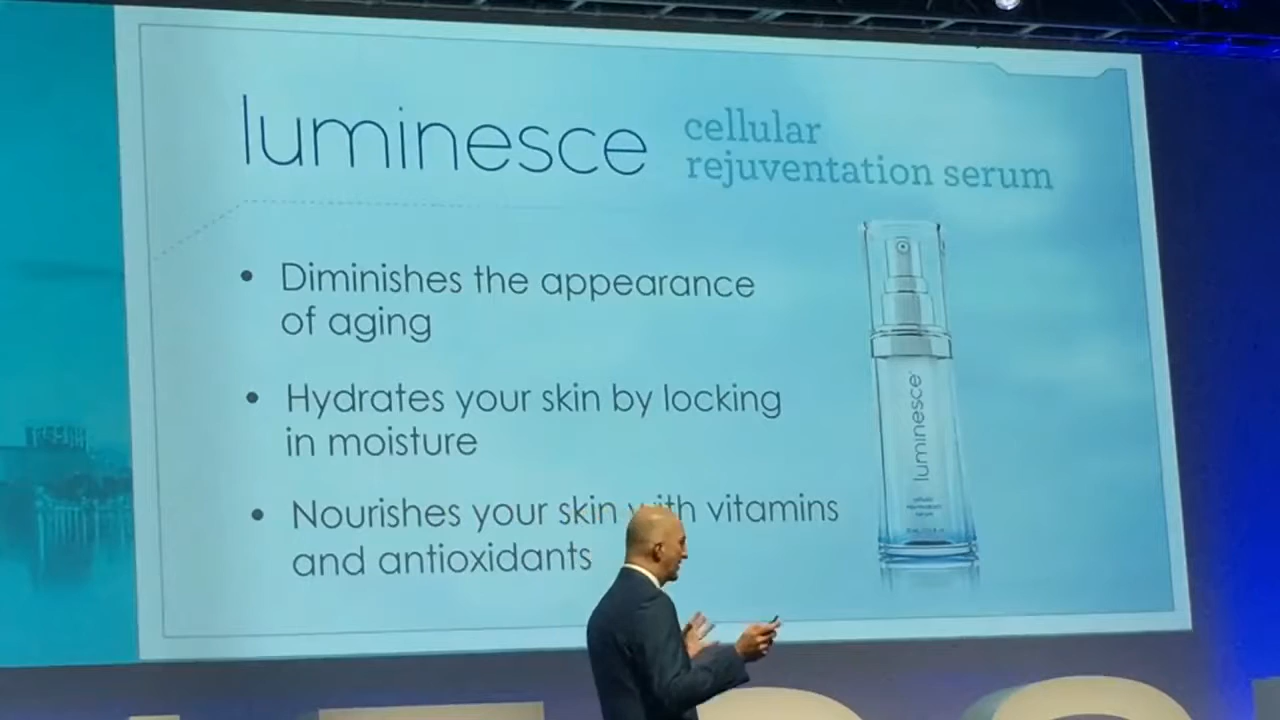 luminesce
cellular
rejuventation serum
• Diminishes the appearance
of aging
• Hydrates your skin by locking
in moisture
• Nourishes your skin with vitamins
and antioxidants
luminesce